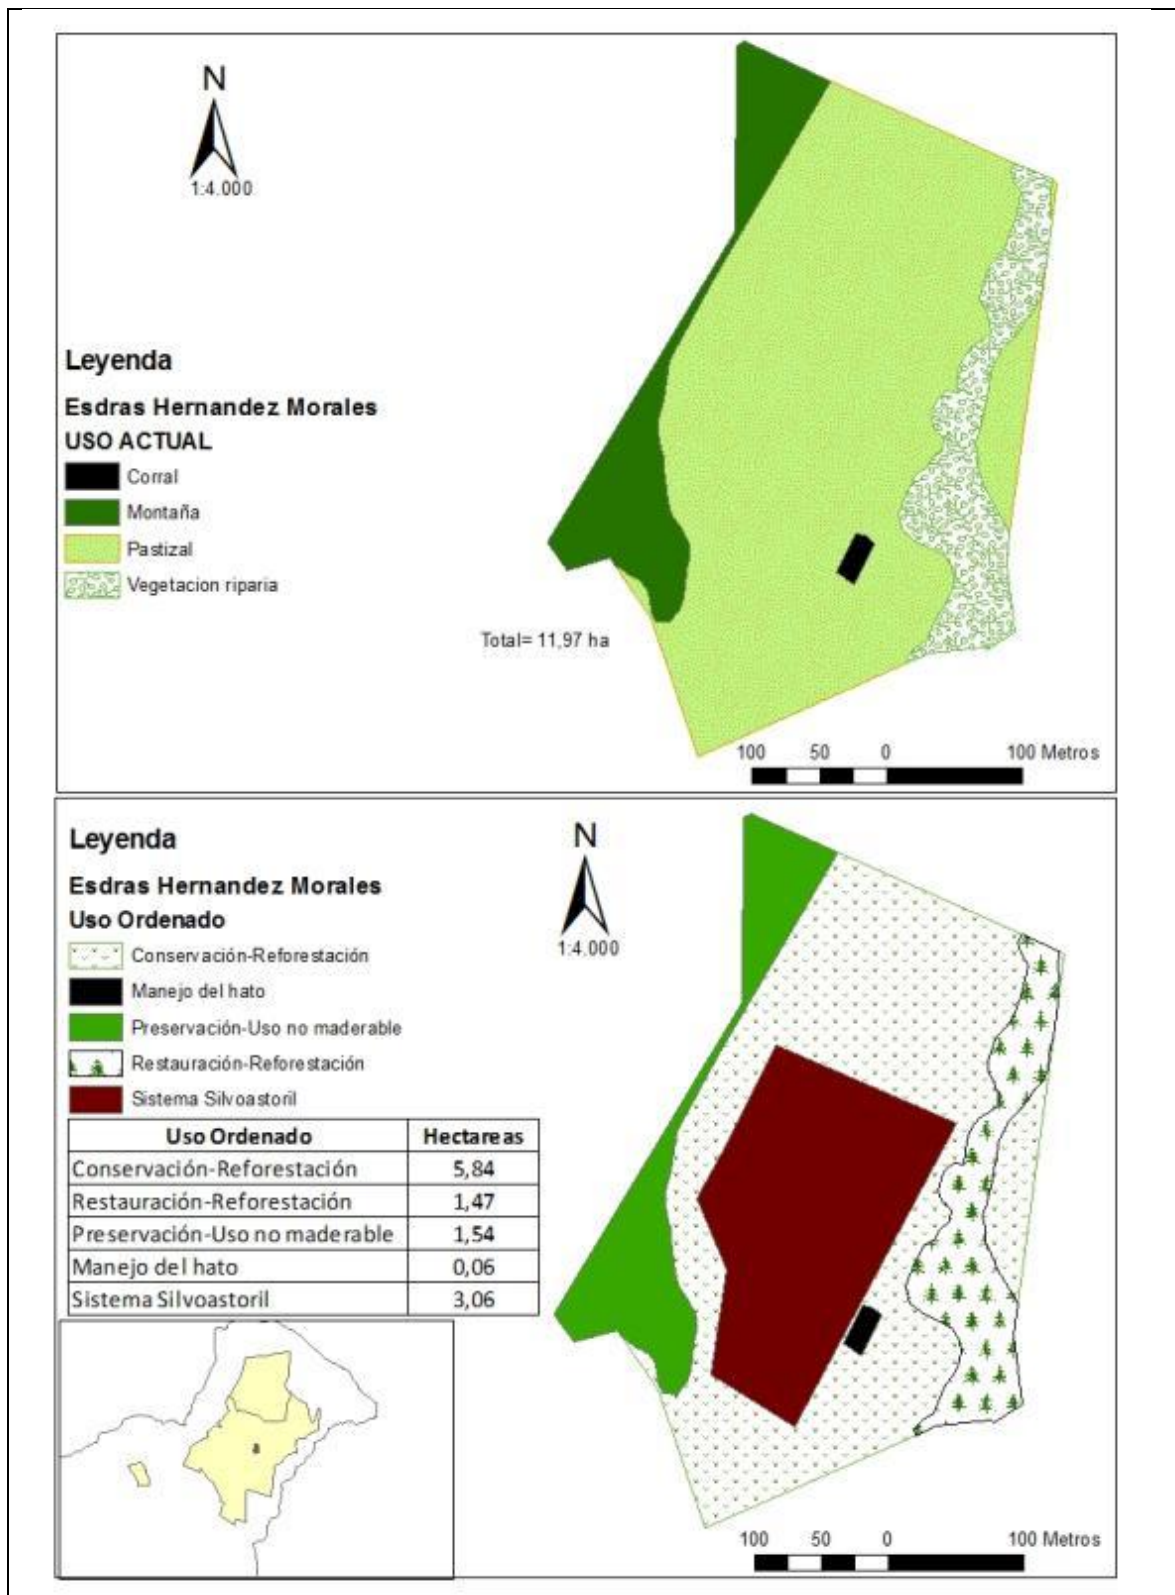 N
1:4.000
Leyenda
Esdras Hernandez Morales
USO ACTUAL
Corral
Montaña
Pastizal
Vegetacion riparia
Total= 11,97 ha
100 50 0 100 Metros
Leyenda
Esdras Hernandez Morales
Uso Ordenado
Conservación-Reforestación
Manejo del hato
Preservación-Uso no maderable
Restauración-Reforestación
Sistema Silvoastoril
N
1:4.000
Uso Ordenado Hectareas
Conservación-Reforestación 5,84
Restauración-Reforestación 1,47
Preservación-Uso no maderable 1,54
Manejo del hato 0,06
Sistema Silvoastoril 3,06
100 50 0 100 Metros